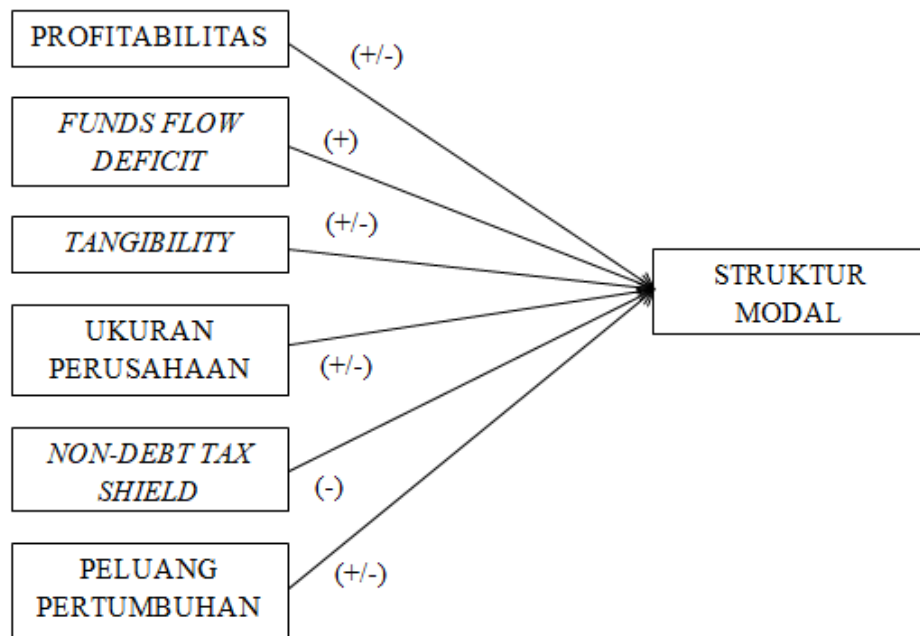 PROFITABILITAS
(+/-)
FUNDS FLOW
DEFICIT
(+)
TANGIBILITY
(+/-)
STRUKTUR
MODAL
UKURAN
PERUSAHAAN
(+/-)
NON-DEBT TAX
SHIELD
(-)
PELUANG
PERTUMBUHAN
(+/-)